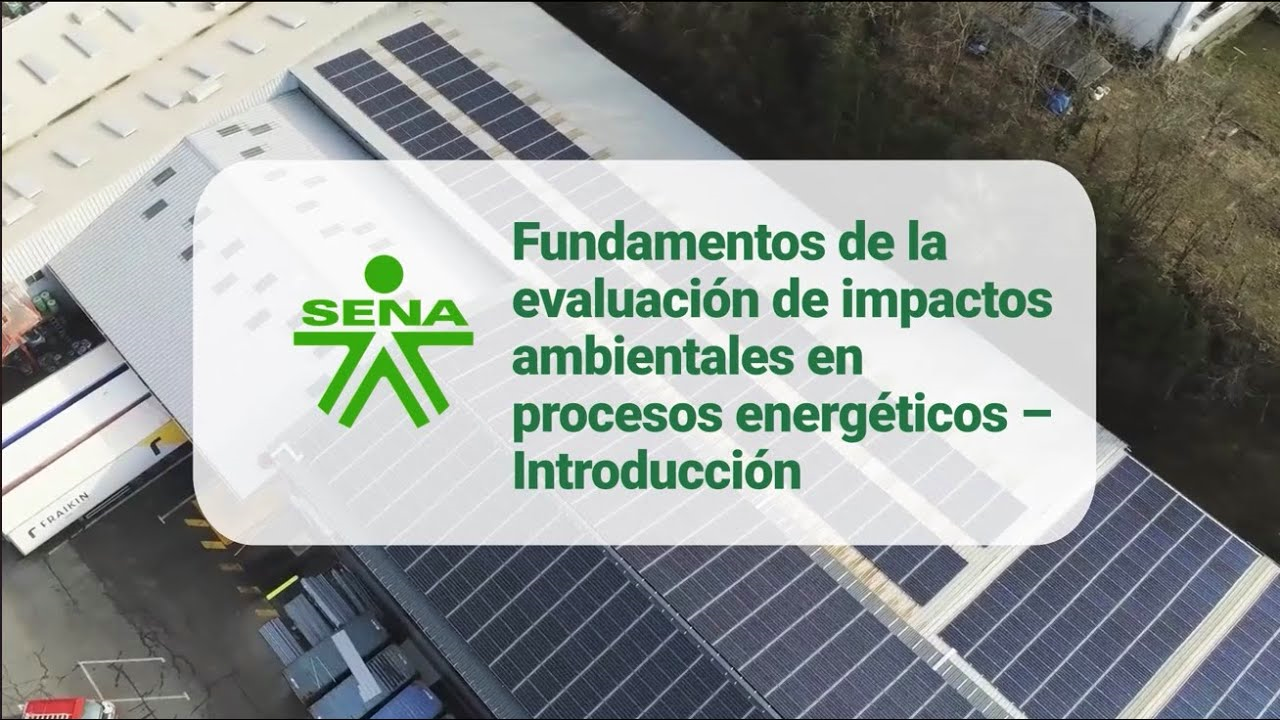 SENA
Fundamentos de la
evaluación de impactos
ambientales en
procesos energéticos –
Introducción
FRAIKIN